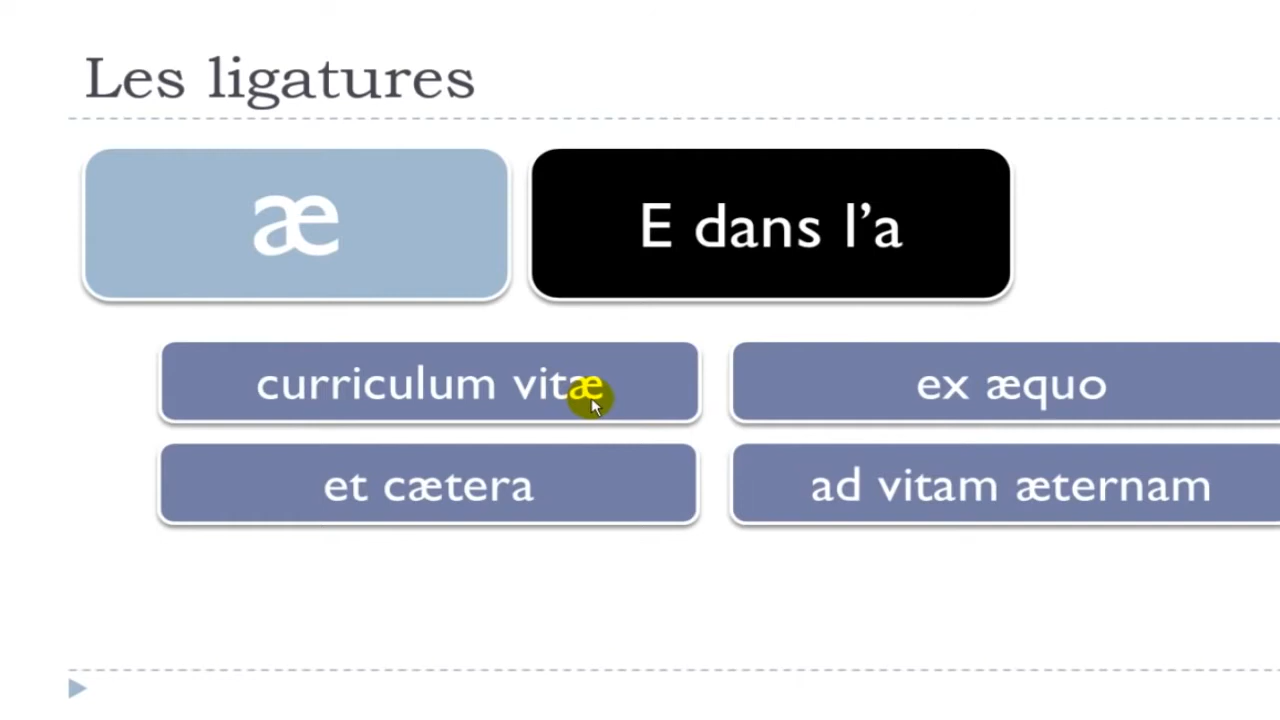 Les ligatures
æ
E dans l’a
curriculum vitæ
ex æquo
et cætera
ad vitam æternam